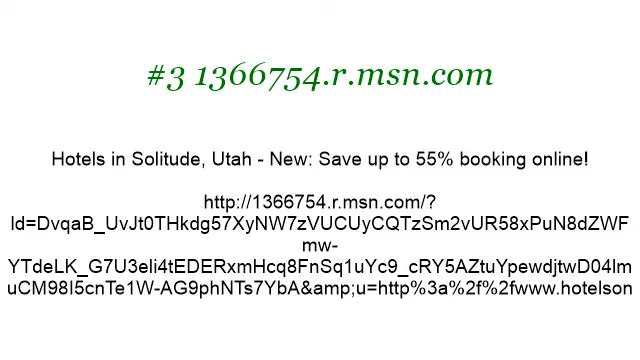 #3 1366754.r.msn.com
Hotels in Solitude, Utah - New: Save up to 55% booking online!
http://1366754.r.msn.com/?
ld=DvqaB_UvJt0THkdg57XyNW7zVUCUyCQTzSm2vUR58xPuN8dZWF
mw-
YTdeLK_G7U3eli4tEDERxmHcq8FnSq1uYc9_cRY5AZtuYpewdjtwD04lm
uCM98I5cnTe1W-AG9phNTs7YbA&amp;u=http%3a%2f%2fwww.hotelson